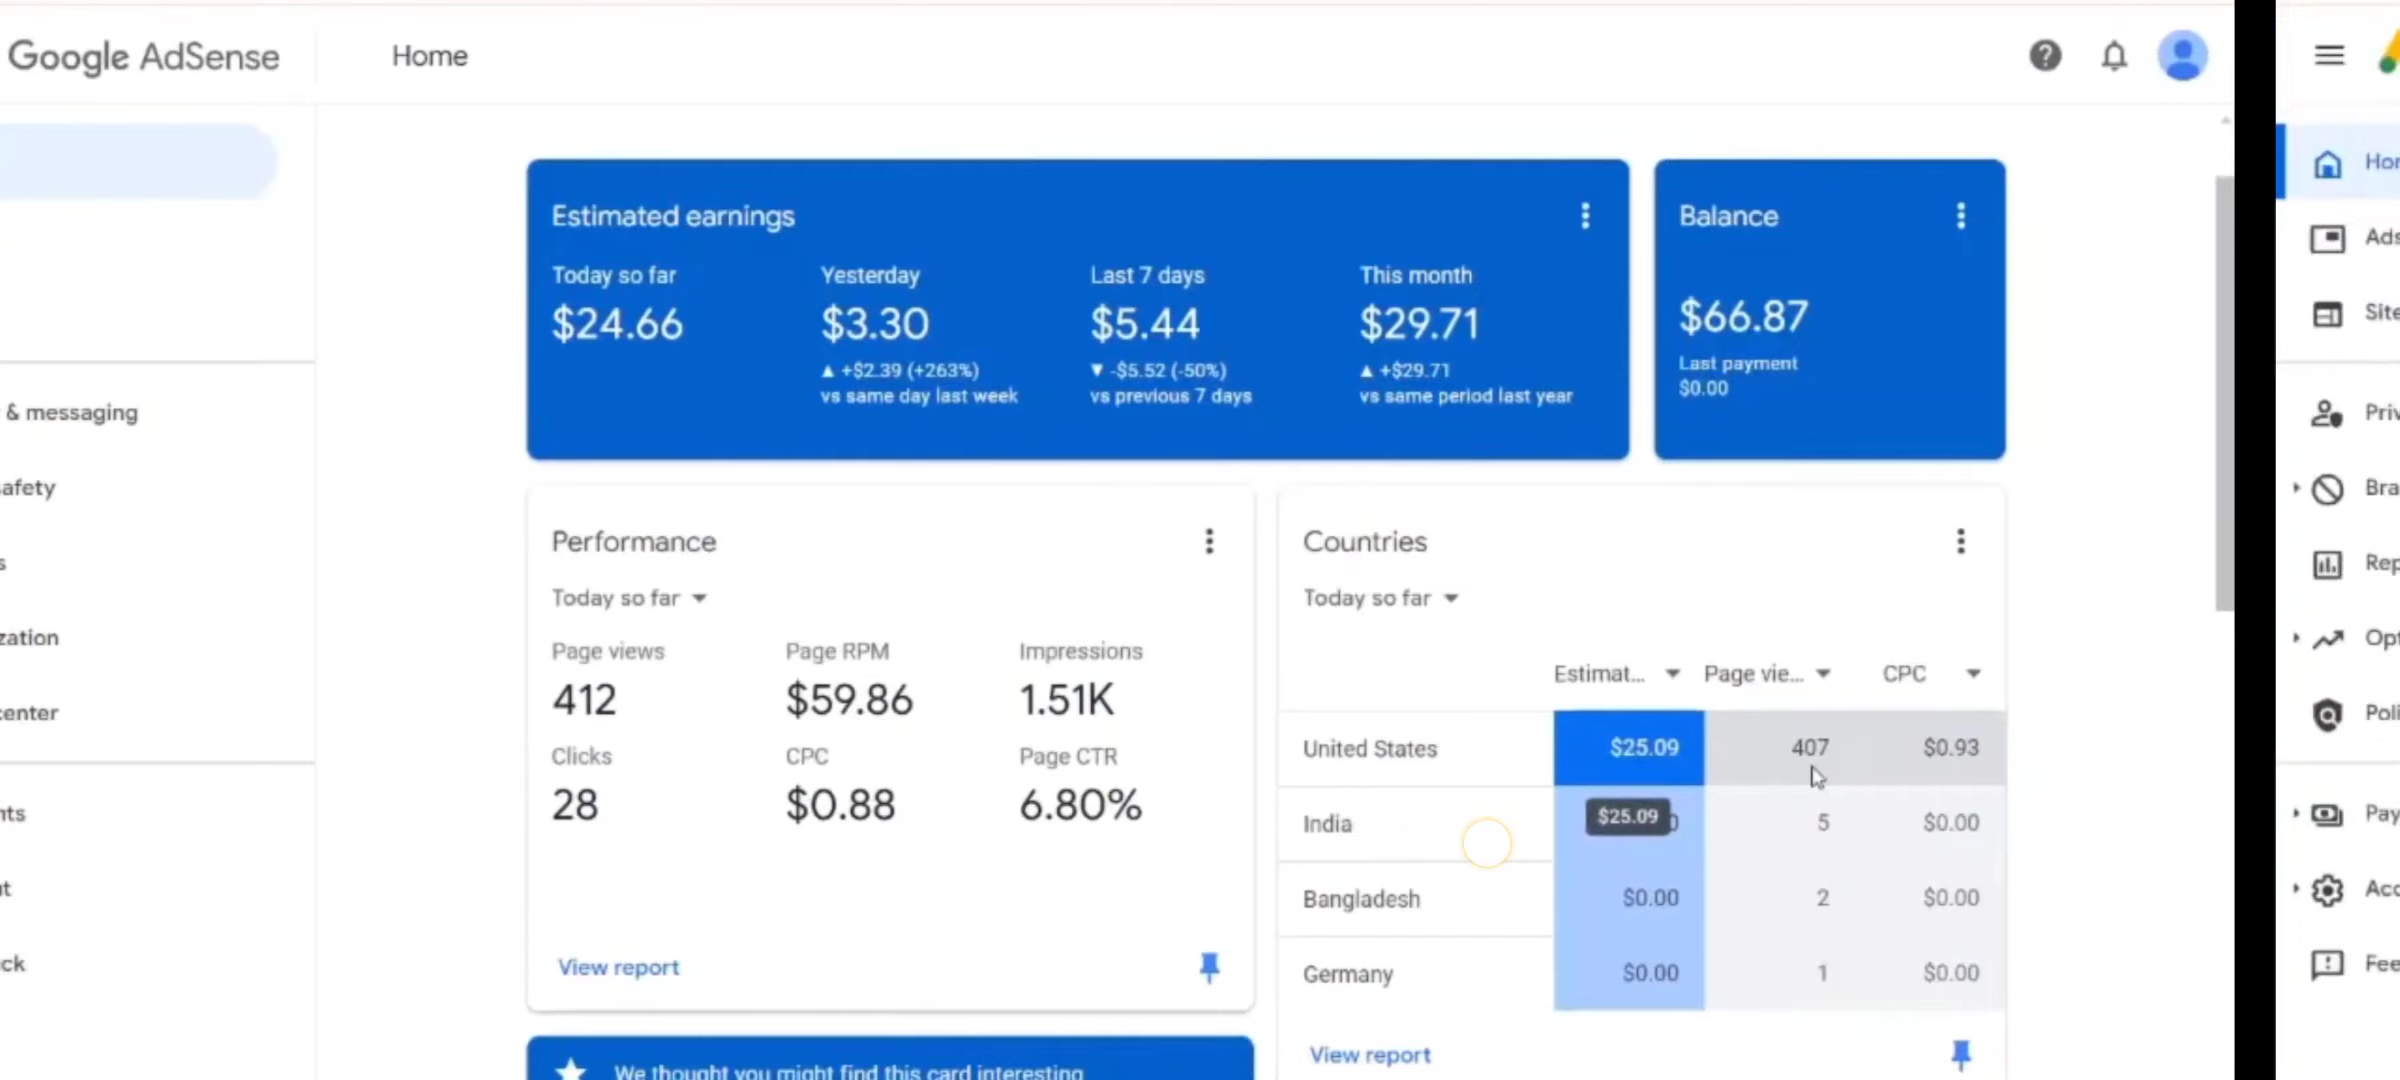 Google AdSense
Home
Estimated earnings
Today so far
$24.66
Yesterday
$3.30
▲ +$2.39 (+263%)
vs same day last week
Last 7 days
$5.44
▼ -$5.52 (-50%)
vs previous 7 days
This month
$29.71
▲ +$29.71
vs same period last year
Balance
$66.87
Last payment
$0.00
& messaging
afety
s
zation
center
nts
nt
ck
Performance
Today so far
Page views
412
Page RPM
$59.86
Impressions
1.51K
Clicks
28
CPC
$0.88
Page CTR
6.80%
View report
We thought you might find this card interesting
Countries
Today so far
Estimat... Page vie... CPC
United States $25.09 407 $0.93
$25.09
India 5 $0.00
Bangladesh $0.00 2 $0.00
Germany $0.00 1 $0.00
View report
Hor
Ads
Site
Priv
Bra
Rep
Opt
Poli
Pay
Acc
Fee